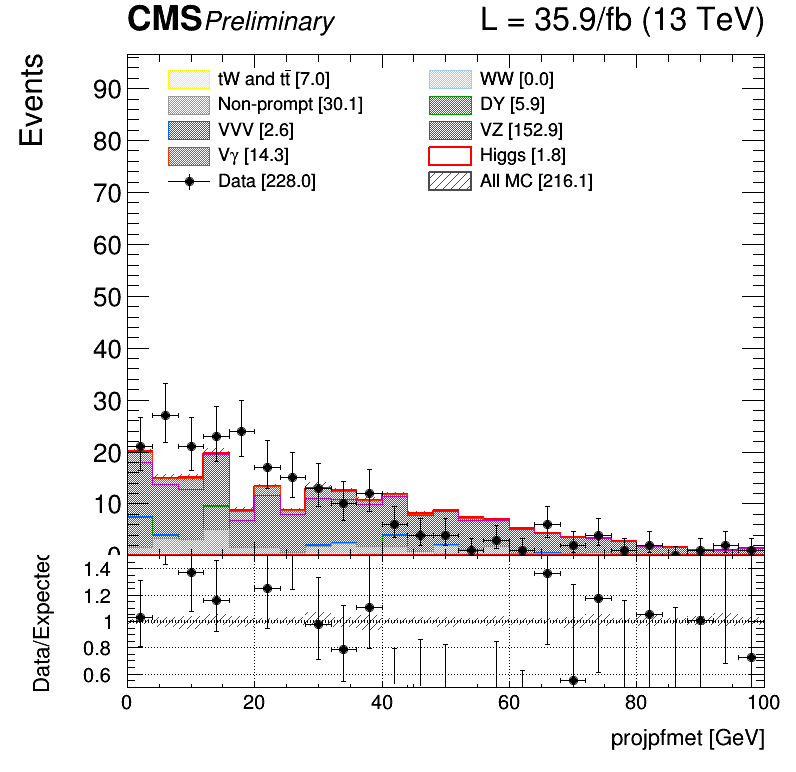 CMS Preliminary L = 35.9/fb (13 TeV)
Events
tW and tt̄ [7.0] WW [0.0]
Non-prompt [30.1] DY [5.9]
VVV [2.6] VZ [152.9]
Vγ [14.3] Higgs [1.8]
Data [228.0] All MC [216.1]
90
80
70
60
50
40
30
20
10
0
Data/Expected
1.4
1.2
1
0.8
0.6
0 20 40 60 80 100
projpfmet [GeV]